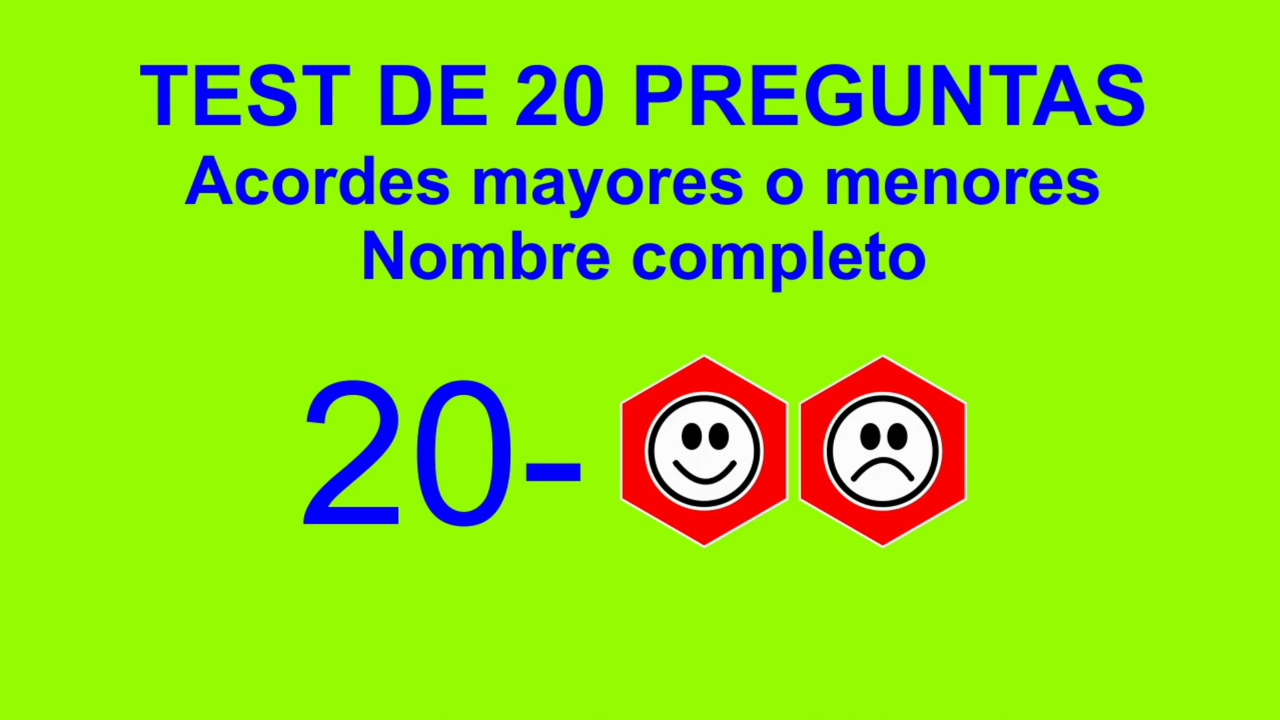 TEST DE 20 PREGUNTAS
Acordes mayores o menores
Nombre completo
20-